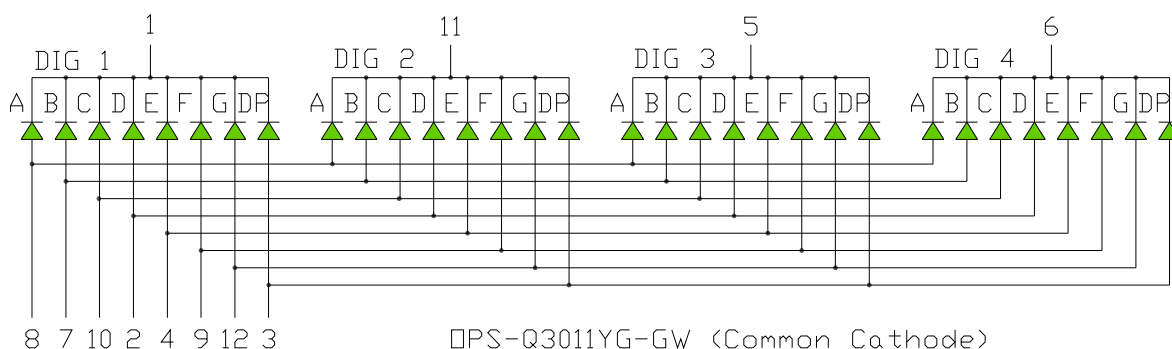 1 11 5 6
DIG 1 DIG 2 DIG 3 DIG 4
A B C D E F G DP A B C D E F G DP A B C D E F G DP A B C D E F G DP
8 7 10 2 4 9 12 3 OPS-Q3011YG-GW (Common Cathode)